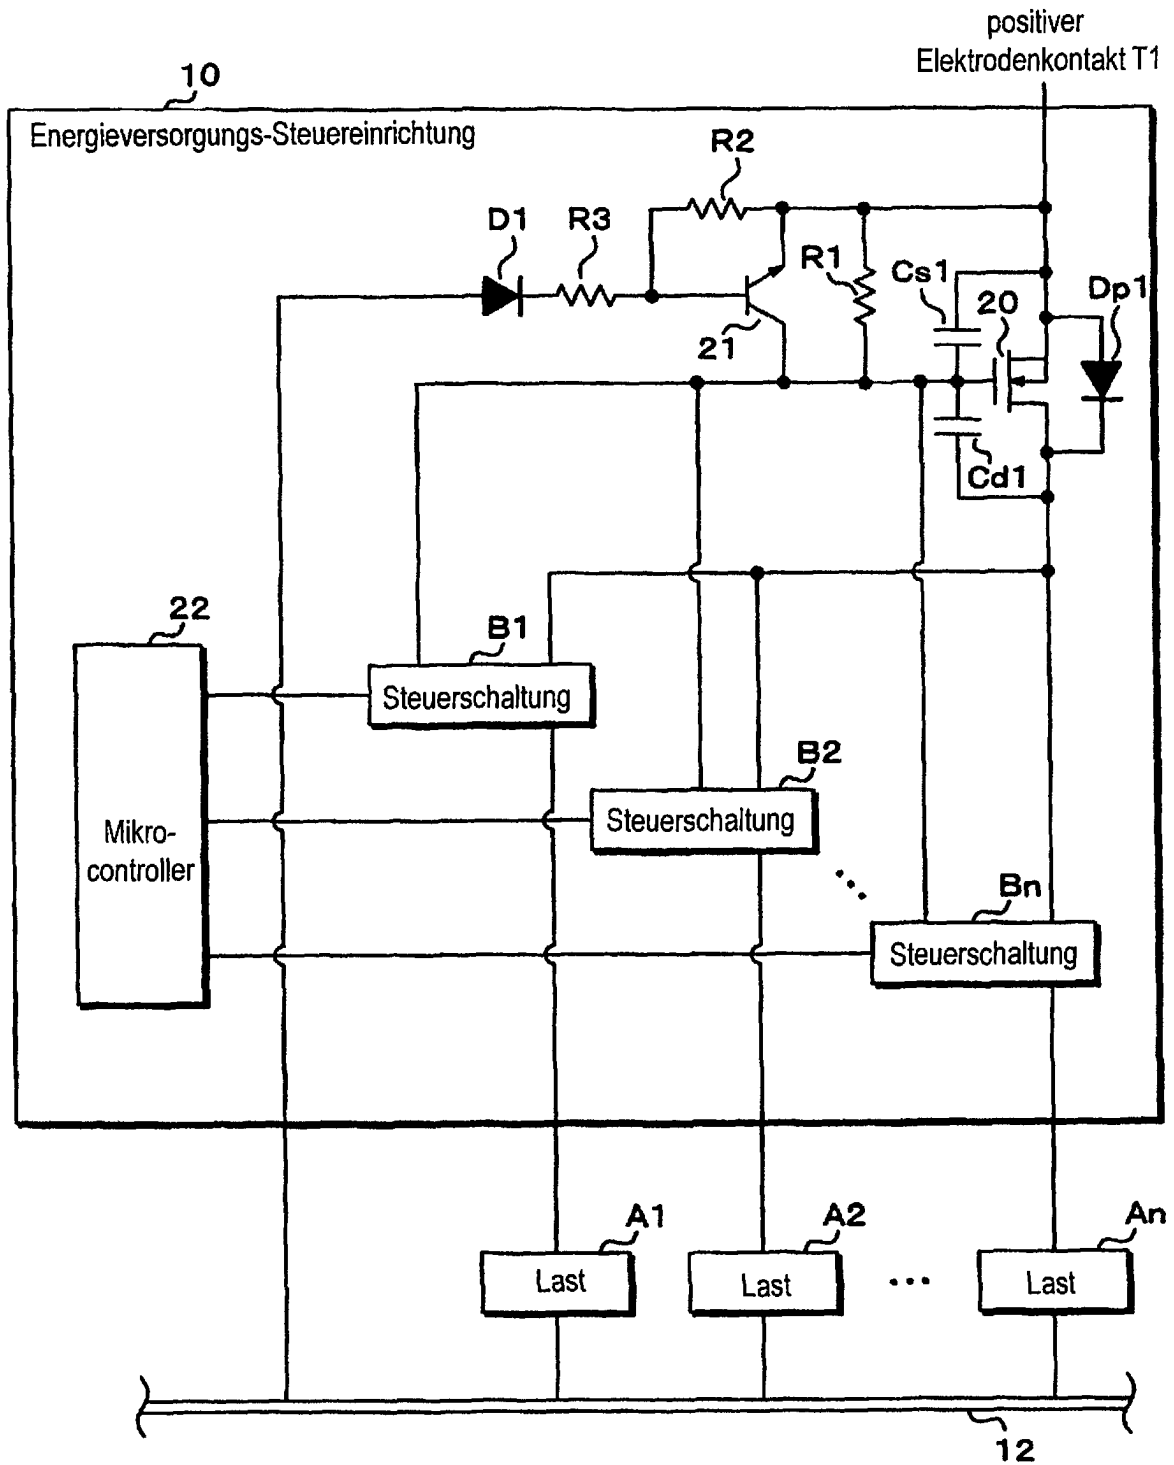 positiver
Elektrodenkontakt T1
10
Energieversorgungs-Steuereinrichtung
R2
D1
R3
R1
Cs1
20
Dp1
21
Cd1
22
B1
Steuerschaltung
B2
Steuerschaltung
Mikro-
controller
Bn
Steuerschaltung
A1
A2
An
Last
Last
Last
12